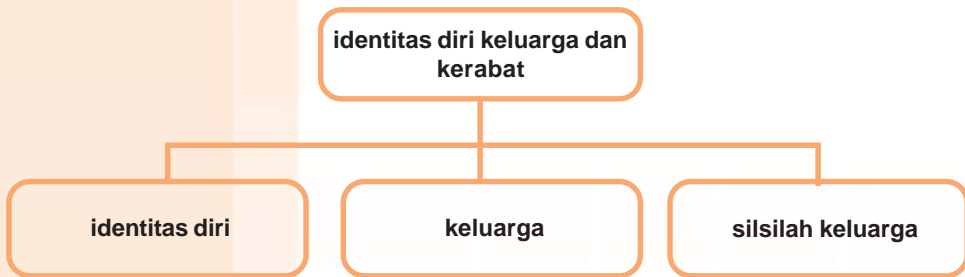 identitas diri keluarga dan
kerabat
identitas diri
keluarga
silsilah keluarga